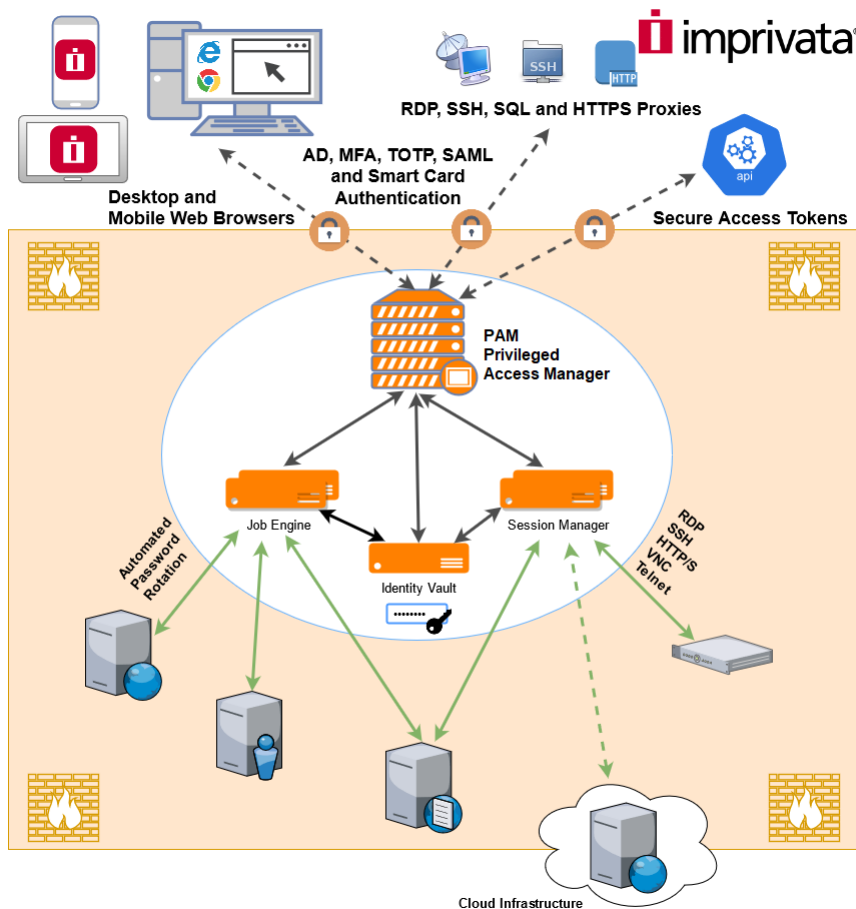 imprivata®
SSH
HTTP
RDP, SSH, SQL and HTTPS Proxies
AD, MFA, TOTP, SAML
and Smart Card
Authentication
api
Desktop and
Mobile Web Browsers
Secure Access Tokens
PAM
Privileged
Access Manager
Job Engine
Session Manager
Identity Vault
Automated
Password
Rotation
RDP
SSH
HTTP/S
VNC
Telnet
Cloud Infrastructure